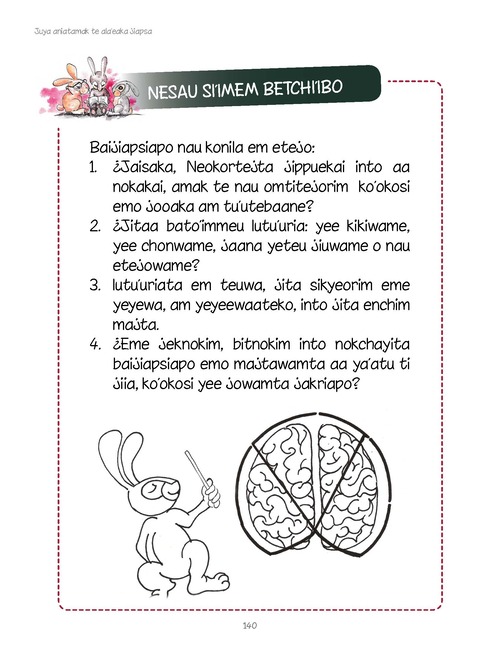 Juya aniatamak te ala'eaka jiapsa
NESAU SI'IMEM BETCHI'IBO
Baijiapsiapo nau konila em etejo:
1. ¿Jaisaka, Neokortejta jippuekai into aa
nokakai, amak te nau omtitejorim ko'okosi
emo jooaka am tu'utebaane?
2. ¿Jitaa bato'immeu lutu'uria: yee kikiwame,
yee chonwame, jaana yeteu jiuwame o nau
etejowame?
3. lutu'uriata em teuwa, jita sikyeorim eme
yeyewa, am yeyeewaateko, into jita enchim
majta.
4. ¿Eme jeknokim, bitnokim into nokchayita
baijiapsiapo emo majtawamta aa ya'atu ti
jiia, ko'okosi yee jowamta jakriapo?
140